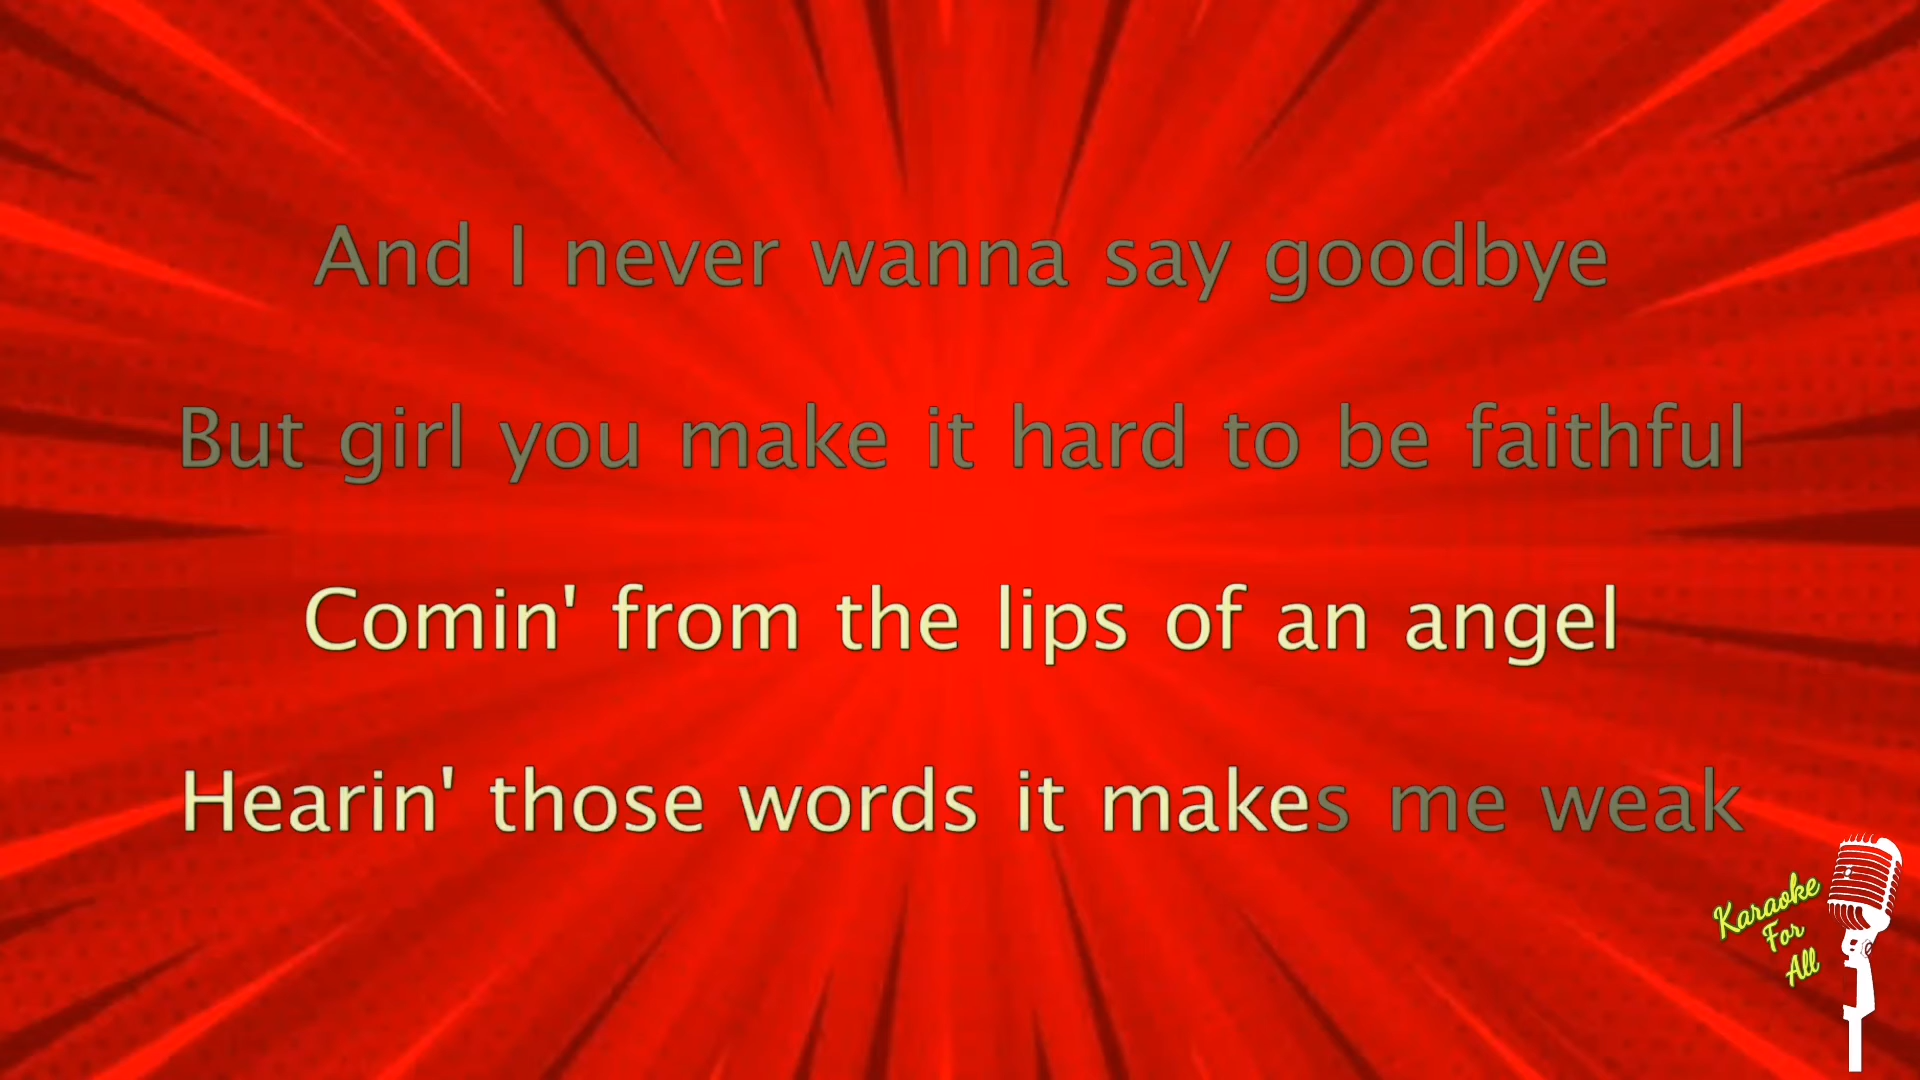 And I never wanna say goodbye
But girl you make it hard to be faithful
Comin' from the lips of an angel
Hearin' those words it makes me weak
Karaoke
For
All